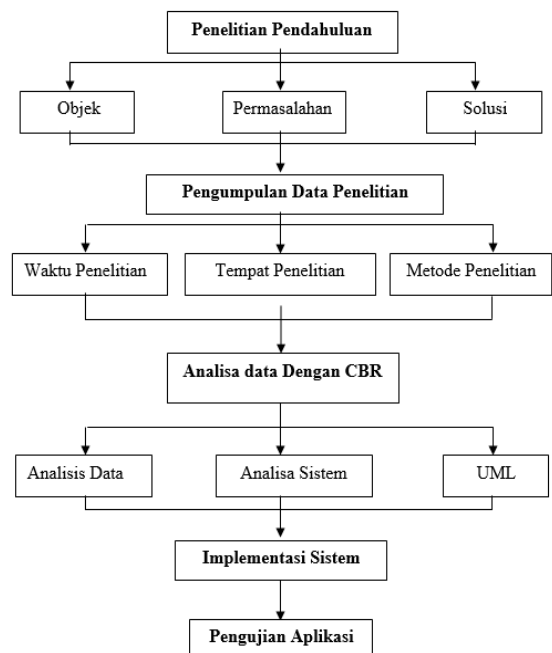 Penelitian Pendahuluan
Objek
Permasalahan
Solusi
Pengumpulan Data Penelitian
Waktu Penelitian
Tempat Penelitian
Metode Penelitian
Analisa data Dengan CBR
Analisis Data
Analisa Sistem
UML
Implementasi Sistem
Pengujian Aplikasi